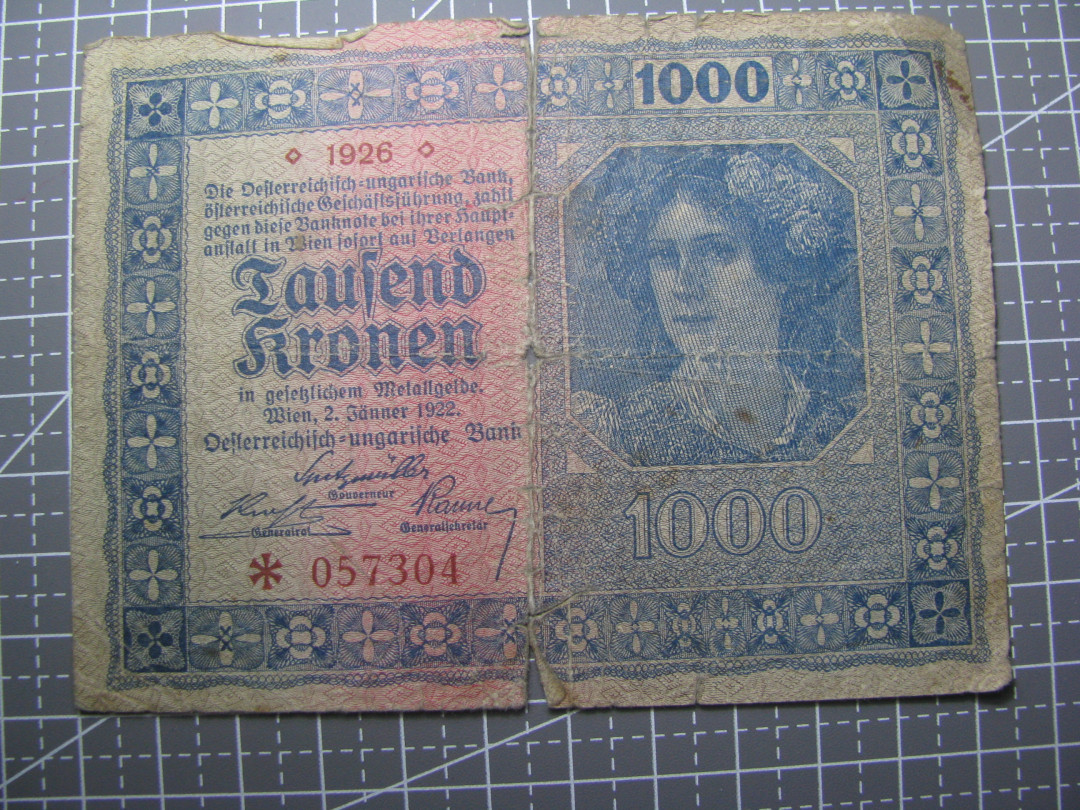 1000
◇ 1926 ◇
Die Oesterreichisch-ungarische Bank,
österreichische Geschäftsführung, zahlt
gegen diese Banknote bei ihrer Haupt-
anstalt in Wien sofort auf Verlangen
Tausend
Kronen
in gesetzlichem Metallgelde.
Wien, 2. Jänner 1922.
Oesterreichisch-ungarische Bank
Spitzmüller
Gouverneur
Generalrat
Generalsekretär
* 057304
1000